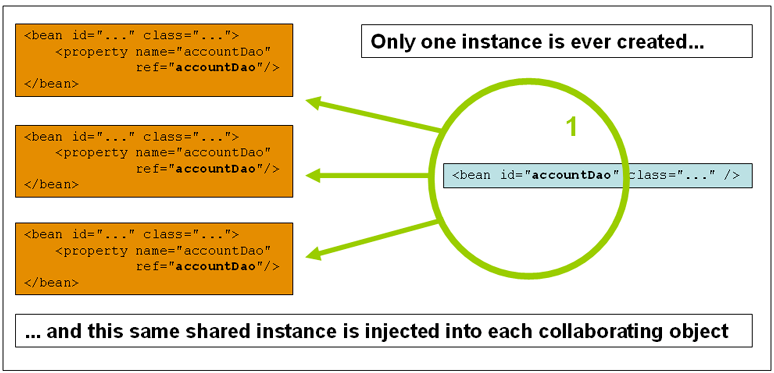 <bean id="..." class="...">
<property name="accountDao"
ref="accountDao"/>
</bean>
Only one instance is ever created...
<bean id="..." class="...">
<property name="accountDao"
ref="accountDao"/>
</bean>
1
<bean id="accountDao" class="..." />
<bean id="..." class="...">
<property name="accountDao"
ref="accountDao"/>
</bean>
... and this same shared instance is injected into each collaborating object